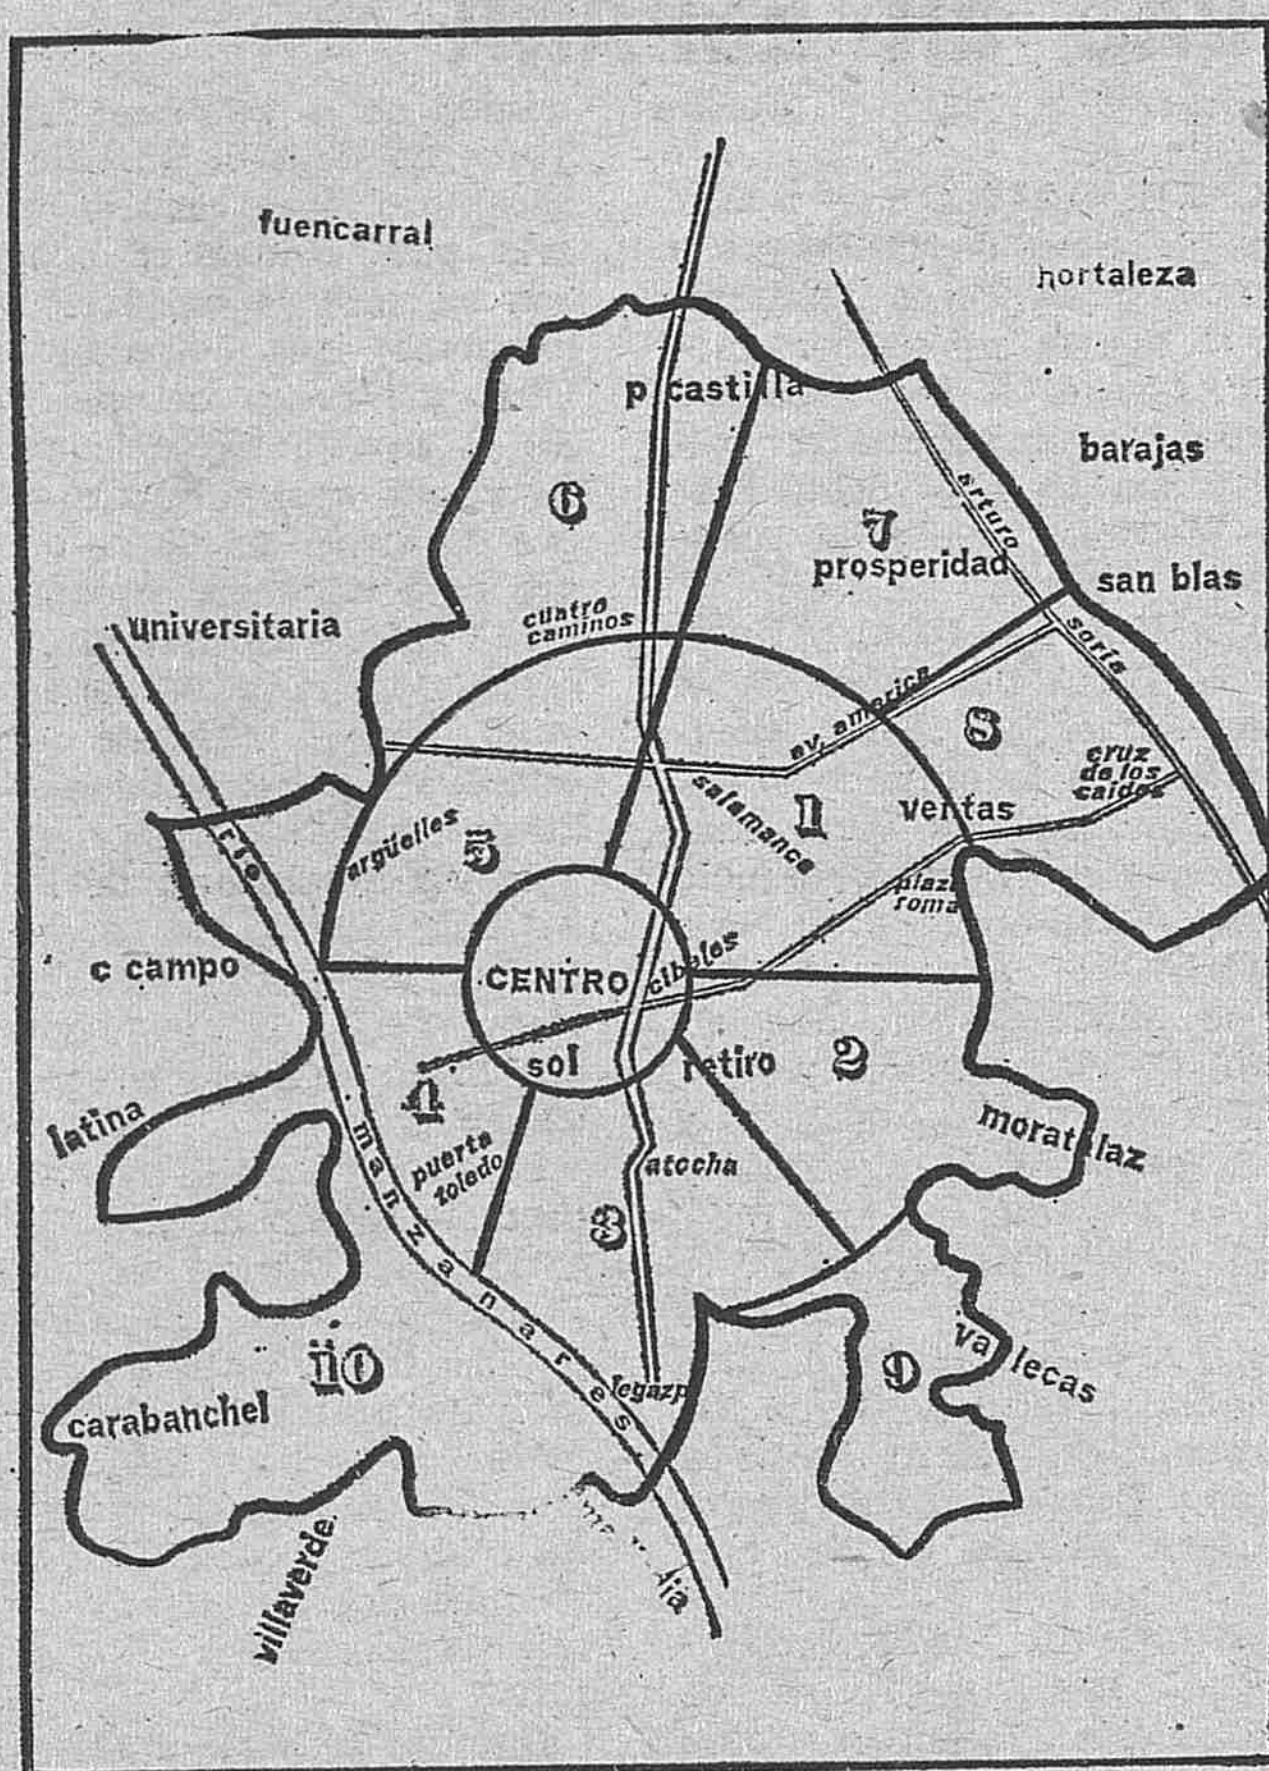 fuencarral
hortaleza
p castilla
barajas
6
arturo
7
prosperidad
san blas
cuatro
caminos
universitaria
soria
av. america
8
cruz
de los
caidos
salamanca
1
ventas
argüelles
5
rio
plaza
roma
c campo
CENTRO
cibeles
sol
retiro
2
4
latina
manzanares
puerta
toledo
moratalaz
atocha
3
vallecas
10
9
legazpi
carabanchel
villaverde